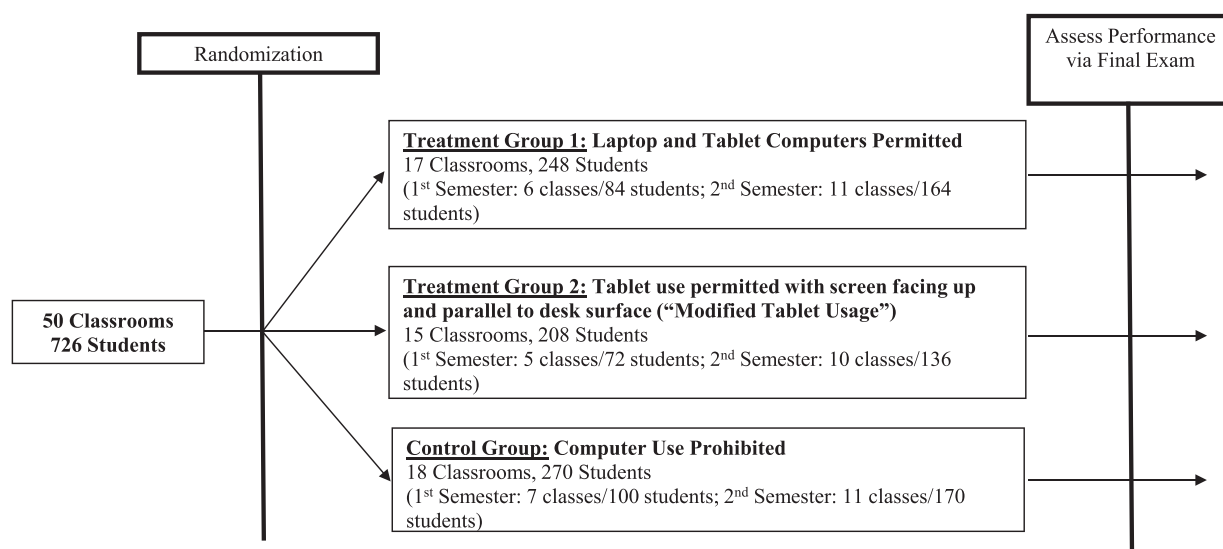 Randomization
Assess Performance
via Final Exam
50 Classrooms
726 Students
Treatment Group 1: Laptop and Tablet Computers Permitted
17 Classrooms, 248 Students
(1st Semester: 6 classes/84 students; 2nd Semester: 11 classes/164
students)
Treatment Group 2: Tablet use permitted with screen facing up
and parallel to desk surface (“Modified Tablet Usage”)
15 Classrooms, 208 Students
(1st Semester: 5 classes/72 students; 2nd Semester: 10 classes/136
students)
Control Group: Computer Use Prohibited
18 Classrooms, 270 Students
(1st Semester: 7 classes/100 students; 2nd Semester: 11 classes/170
students)